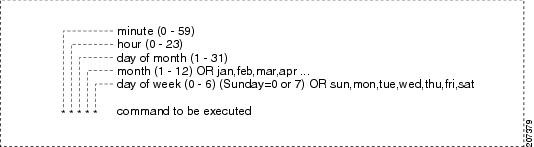 minute (0 - 59)
hour (0 - 23)
day of month (1 - 31)
month (1 - 12) OR jan,feb,mar,apr ...
day of week (0 - 6) (Sunday=0 or 7) OR sun,mon,tue,wed,thu,fri,sat
* * * * * command to be executed
207379